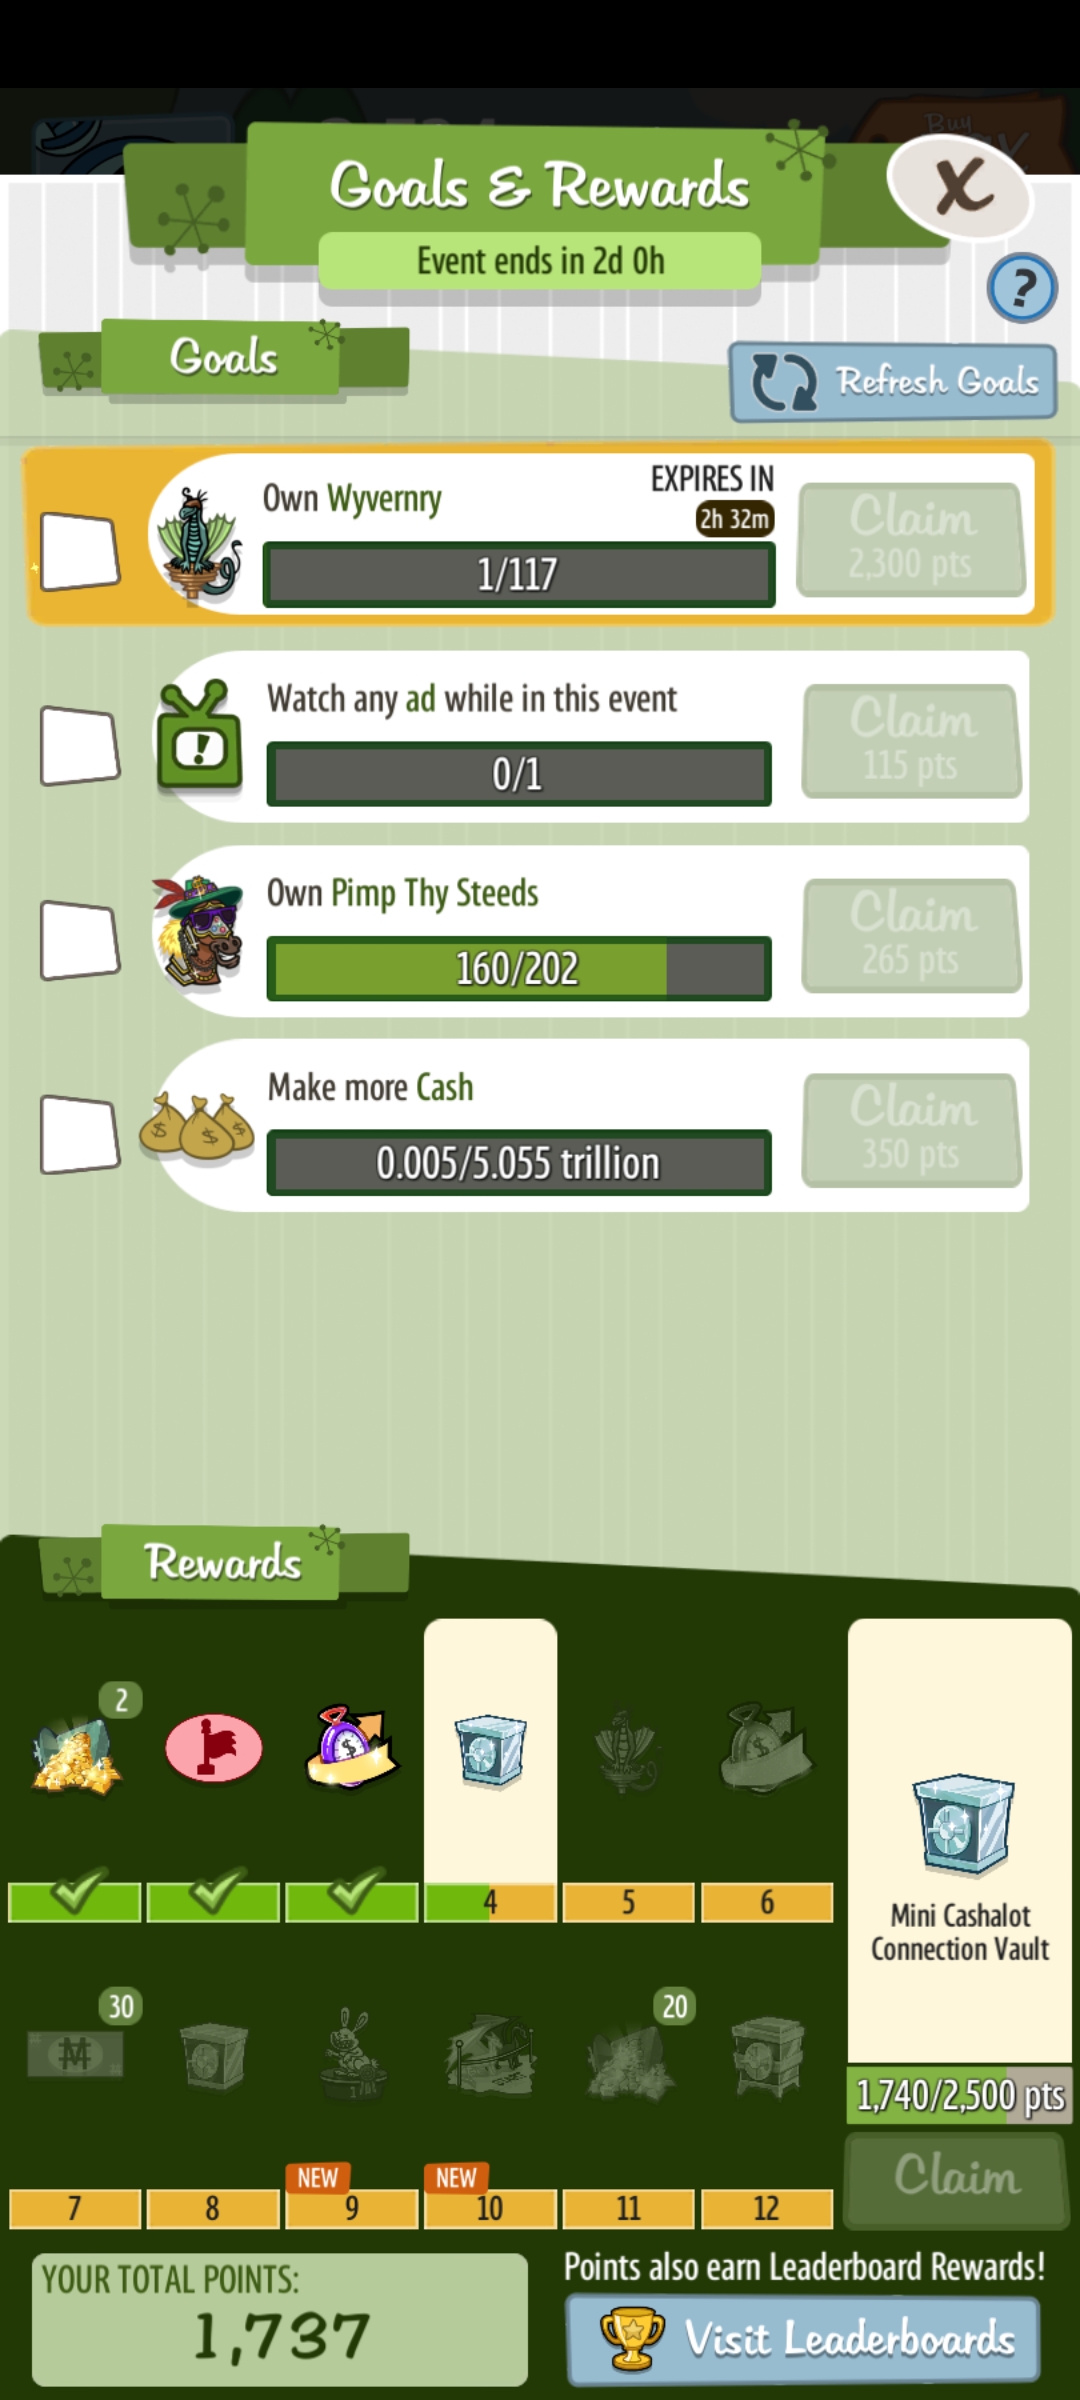 Buy
Goals & Rewards
X
Event ends in 2d 0h
?
Goals
Refresh Goals
Own Wyvernry
EXPIRES IN
2h 32m
1/117
Claim
2,300 pts
Watch any ad while in this event
0/1
Claim
115 pts
Own Pimp Thy Steeds
160/202
Claim
265 pts
Make more Cash
0.005/5.055 trillion
Claim
350 pts
Rewards
2
4
5
6
Mini Cashalot
Connection Vault
30
20
1,740/2,500 pts
NEW
NEW
Claim
7
8
9
10
11
12
YOUR TOTAL POINTS:
1,737
Points also earn Leaderboard Rewards!
Visit Leaderboards